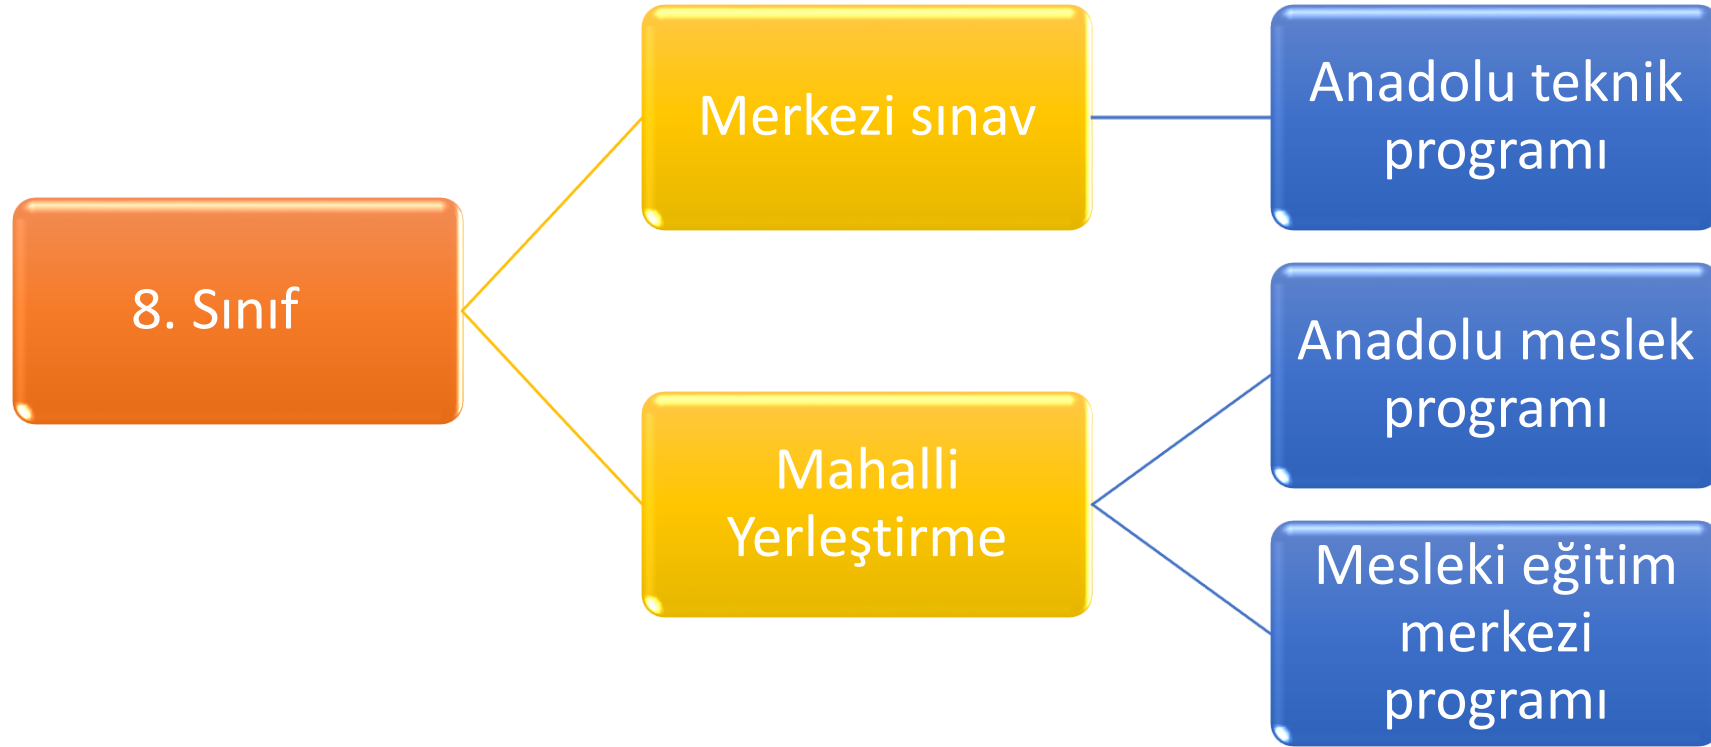 8. Sınıf
Merkezi sınav
Mahalli
Yerleştirme
Anadolu teknik
programı
Anadolu meslek
programı
Mesleki eğitim
merkezi
programı